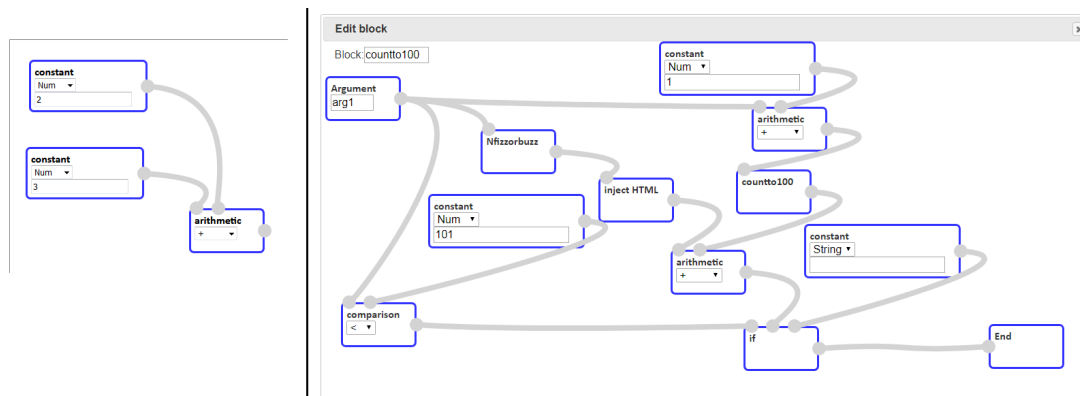 constant
Num
2
constant
Num
3
arithmetic
+
Edit block
x
Block:countto100
Argument
arg1
constant
Num
1
arithmetic
+
Nfizzorbuzz
countto100
inject HTML
constant
Num
101
constant
String
arithmetic
+
comparison
<
if
End